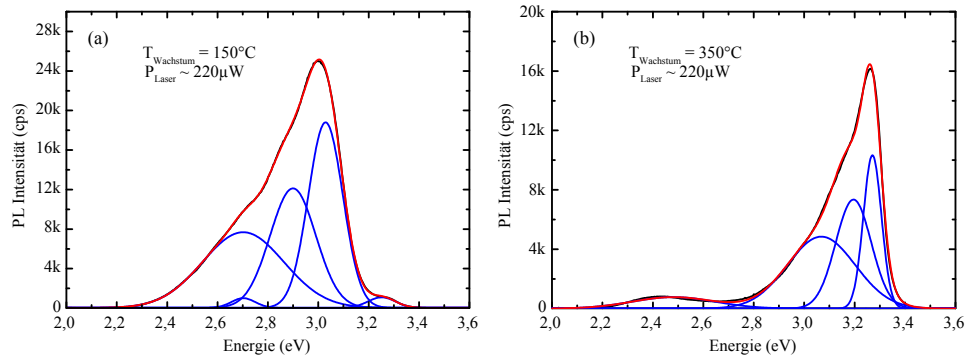 (a)
T_Wachstum = 150°C
P_Laser ~ 220µW
PL Intensität (cps)
28k
24k
20k
16k
12k
8k
4k
0
2,0 2,2 2,4 2,6 2,8 3,0 3,2 3,4 3,6
Energie (eV)
(b)
T_Wachstum = 350°C
P_Laser ~ 220µW
PL Intensität (cps)
20k
16k
12k
8k
4k
0
2,0 2,2 2,4 2,6 2,8 3,0 3,2 3,4 3,6
Energie (eV)